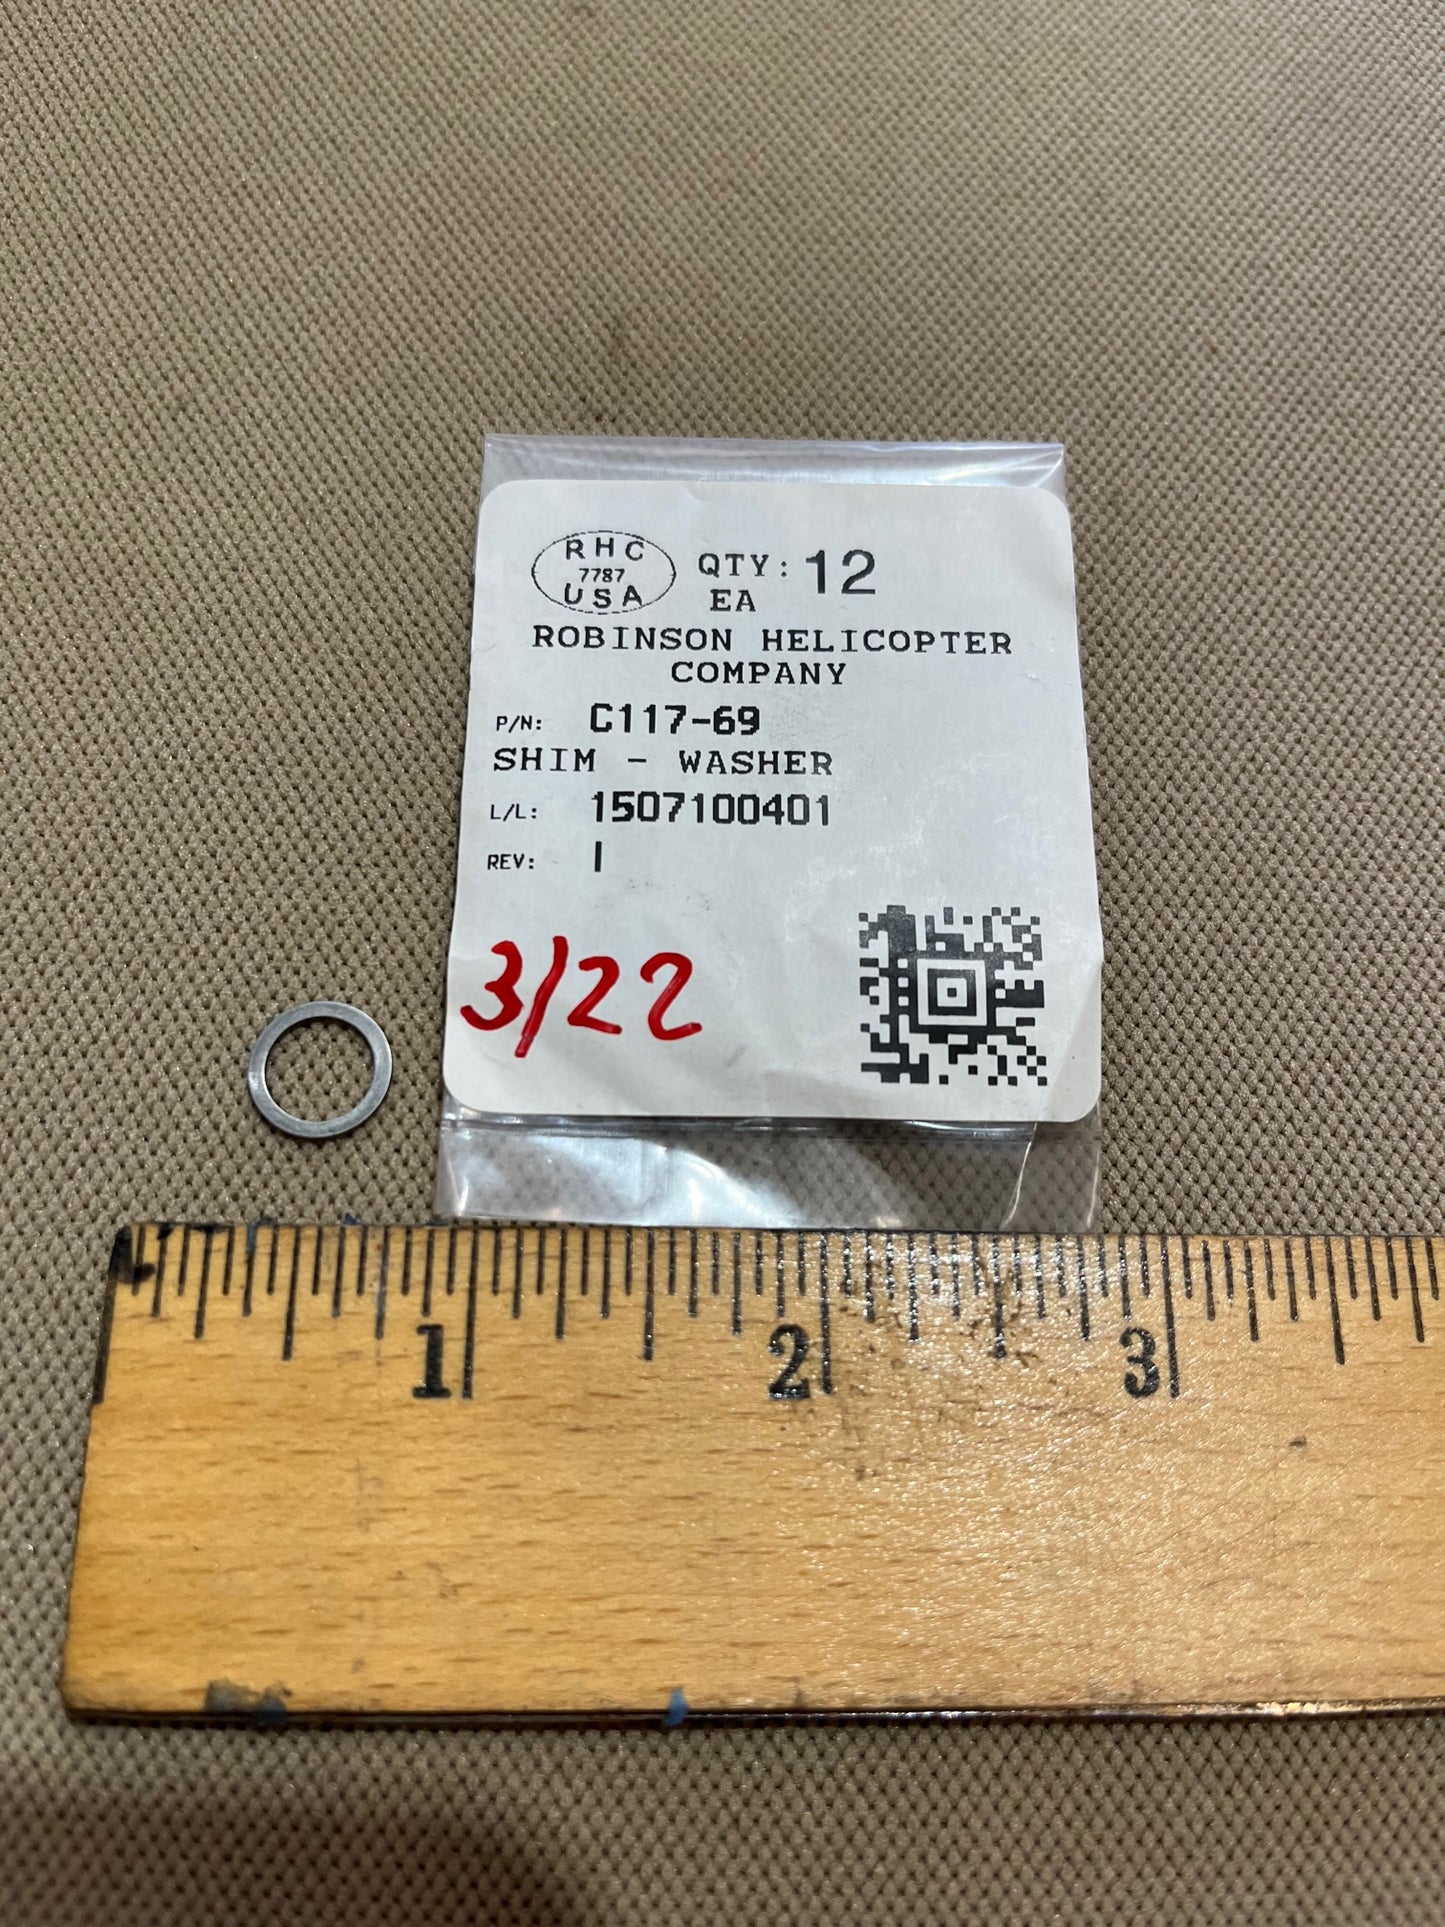 RHC
7787
USA
QTY: 12
EA
ROBINSON HELICOPTER
COMPANY
P/N: C117-69
SHIM - WASHER
L/L: 1507100401
REV: I
3/22
1 2 3